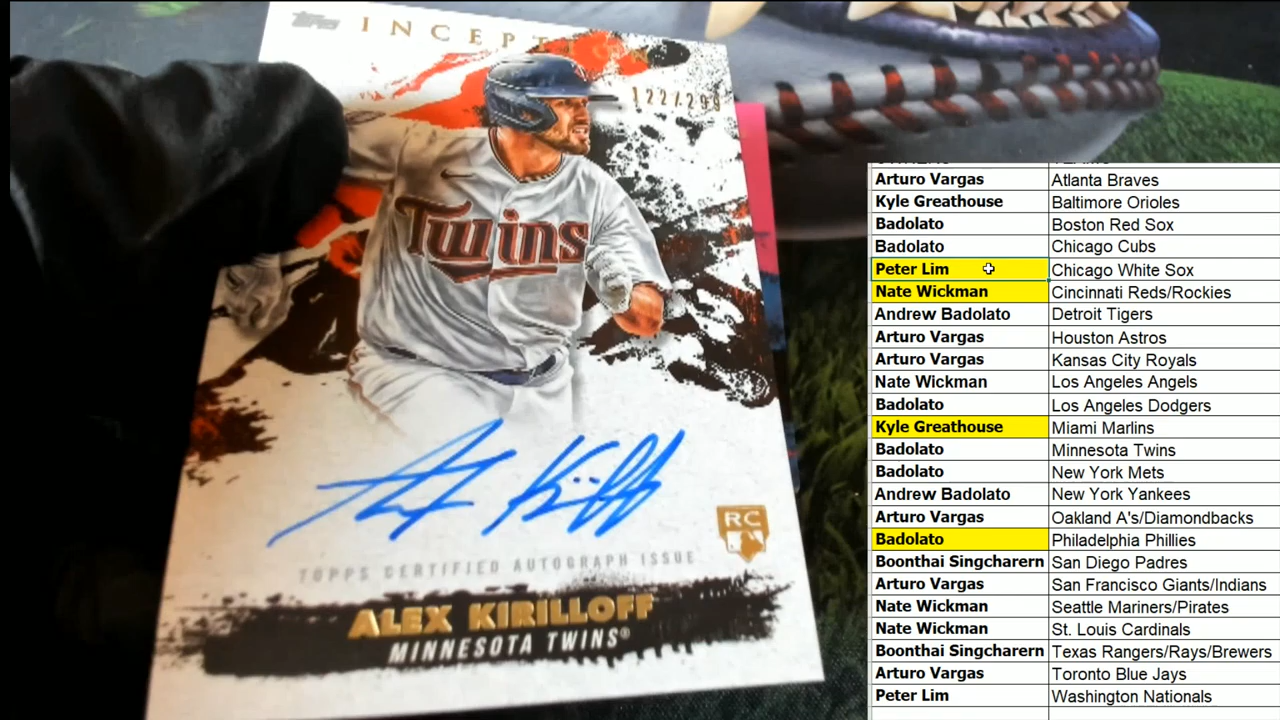 topps INCEPTION
122/299
Twins
Alex Kirilloff
RC
TOPPS CERTIFIED AUTOGRAPH ISSUE
ALEX KIRILLOFF
MINNESOTA TWINS®
Arturo Vargas Atlanta Braves
Kyle Greathouse Baltimore Orioles
Badolato Boston Red Sox
Badolato Chicago Cubs
Peter Lim Chicago White Sox
Nate Wickman Cincinnati Reds/Rockies
Andrew Badolato Detroit Tigers
Arturo Vargas Houston Astros
Arturo Vargas Kansas City Royals
Nate Wickman Los Angeles Angels
Badolato Los Angeles Dodgers
Kyle Greathouse Miami Marlins
Badolato Minnesota Twins
Badolato New York Mets
Andrew Badolato New York Yankees
Arturo Vargas Oakland A's/Diamondbacks
Badolato Philadelphia Phillies
Boonthai Singcharern San Diego Padres
Arturo Vargas San Francisco Giants/Indians
Nate Wickman Seattle Mariners/Pirates
Nate Wickman St. Louis Cardinals
Boonthai Singcharern Texas Rangers/Rays/Brewers
Arturo Vargas Toronto Blue Jays
Peter Lim Washington Nationals